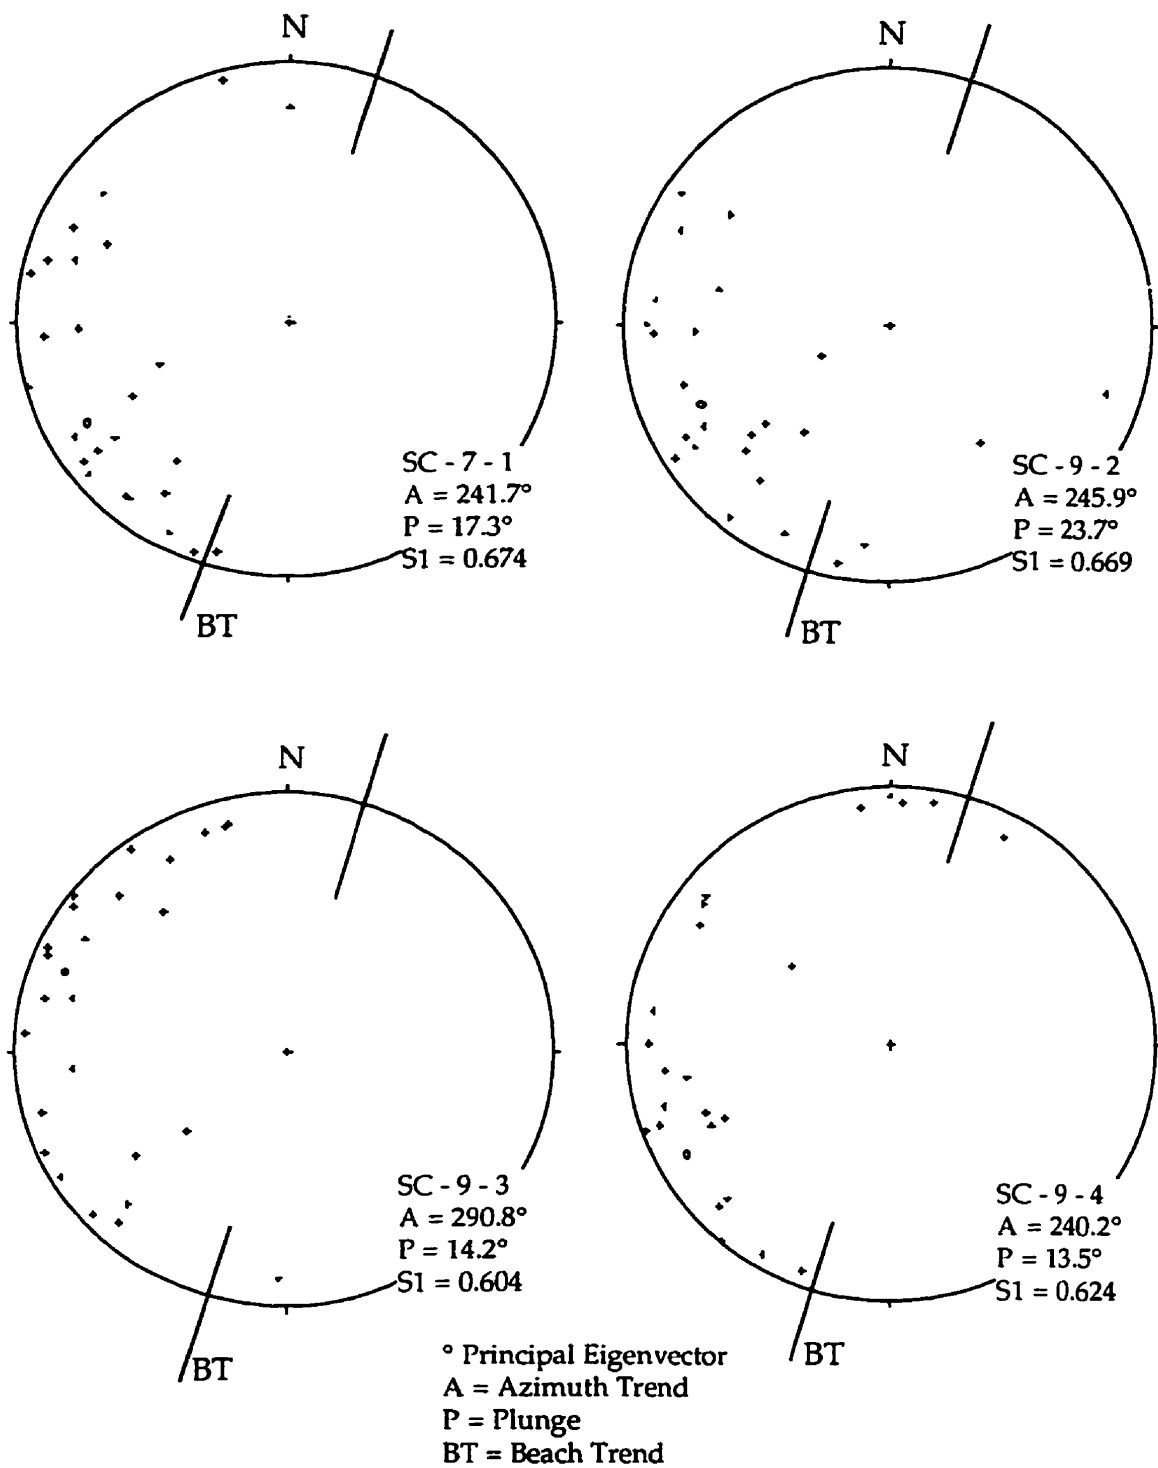 N
SC - 7 - 1
A = 241.7°
P = 17.3°
S1 = 0.674
BT
N
SC - 9 - 2
A = 245.9°
P = 23.7°
S1 = 0.669
BT
N
SC - 9 - 3
A = 290.8°
P = 14.2°
S1 = 0.604
BT
N
SC - 9 - 4
A = 240.2°
P = 13.5°
S1 = 0.624
BT
° Principal Eigenvector
A = Azimuth Trend
P = Plunge
BT = Beach Trend